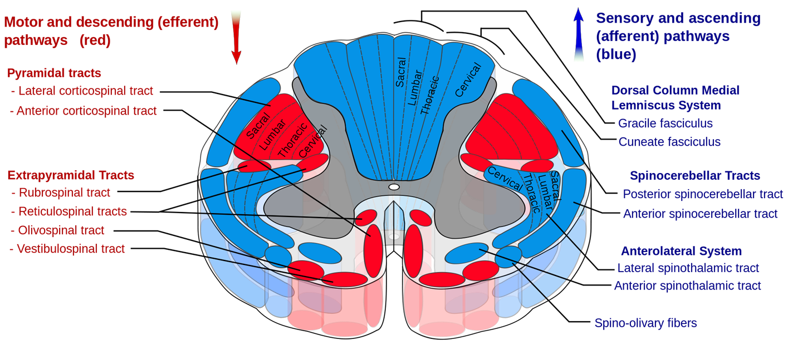 Motor and descending (efferent)
pathways (red)
Pyramidal tracts
- Lateral corticospinal tract
- Anterior corticospinal tract
Extrapyramidal Tracts
- Rubrospinal tract
- Reticulospinal tracts
- Olivospinal tract
- Vestibulospinal tract
Sacral
Lumbar
Thoracic
Cervical
Sacral
Lumbar
Thoracic
Cervical
Cervical
Thoracic
Lumbar
Sacral
Sensory and ascending
(afferent) pathways
(blue)
Dorsal Column Medial
Lemniscus System
Gracile fasciculus
Cuneate fasciculus
Spinocerebellar Tracts
Posterior spinocerebellar tract
Anterior spinocerebellar tract
Anterolateral System
Lateral spinothalamic tract
Anterior spinothalamic tract
Spino-olivary fibers